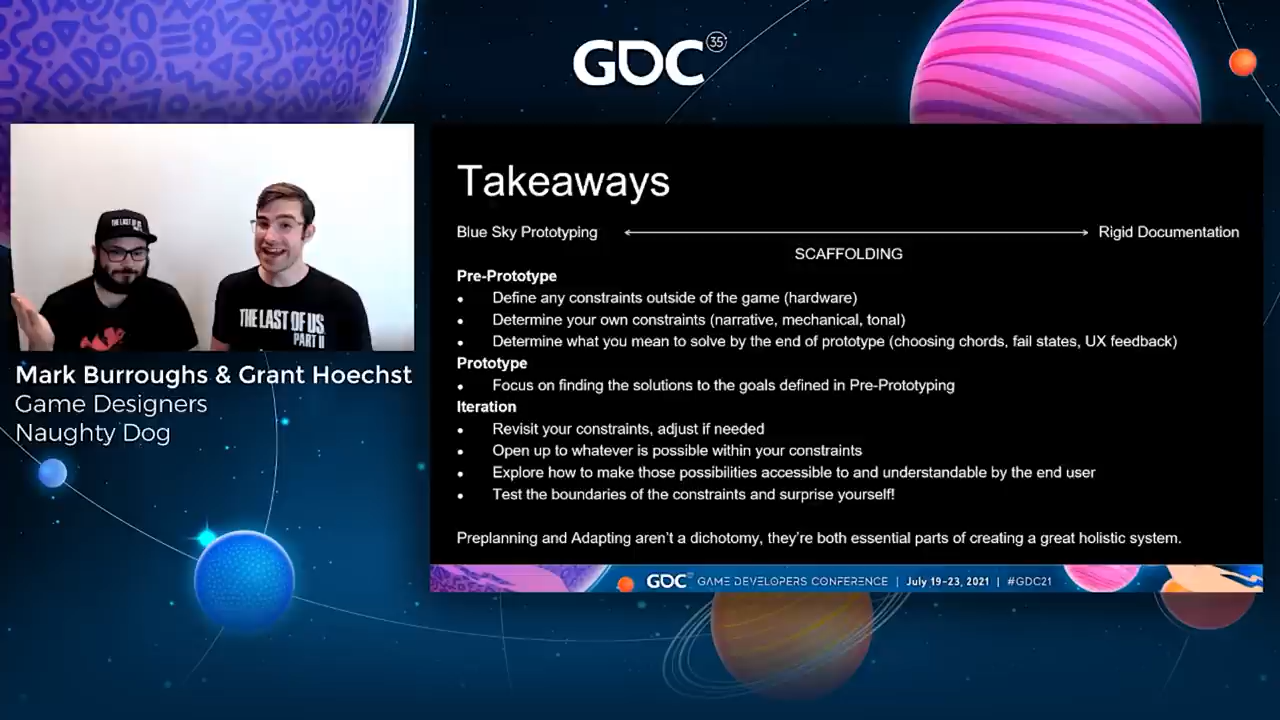 GDC 35
THE LAST OF US
THE LAST OF US
PART II
Mark Burroughs & Grant Hoechst
Game Designers
Naughty Dog
Takeaways
Blue Sky Prototyping
Rigid Documentation
SCAFFOLDING
Pre-Prototype
• Define any constraints outside of the game (hardware)
• Determine your own constraints (narrative, mechanical, tonal)
• Determine what you mean to solve by the end of prototype (choosing chords, fail states, UX feedback)
Prototype
• Focus on finding the solutions to the goals defined in Pre-Prototyping
Iteration
• Revisit your constraints, adjust if needed
• Open up to whatever is possible within your constraints
• Explore how to make those possibilities accessible to and understandable by the end user
• Test the boundaries of the constraints and surprise yourself!
Preplanning and Adapting aren't a dichotomy, they're both essential parts of creating a great holistic system.
GDC GAME DEVELOPERS CONFERENCE | July 19-23, 2021 | #GDC21